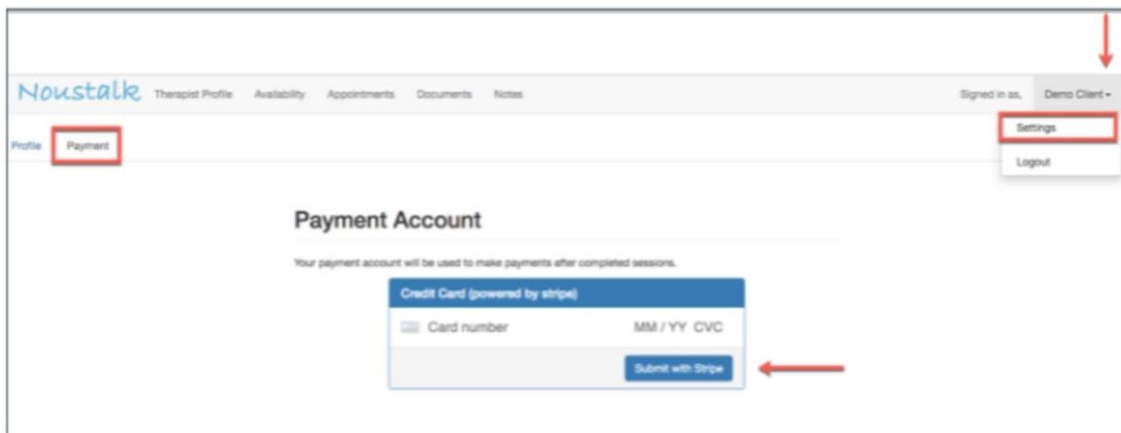 Noustalk Therapist Profile Availability Appointments Documents Notes Signed in as, Demo Client
Settings
Profile Payment
Logout
Payment Account
Your payment account will be used to make payments after completed sessions.
Credit Card (powered by stripe)
Card number MM / YY CVC
Submit with Stripe